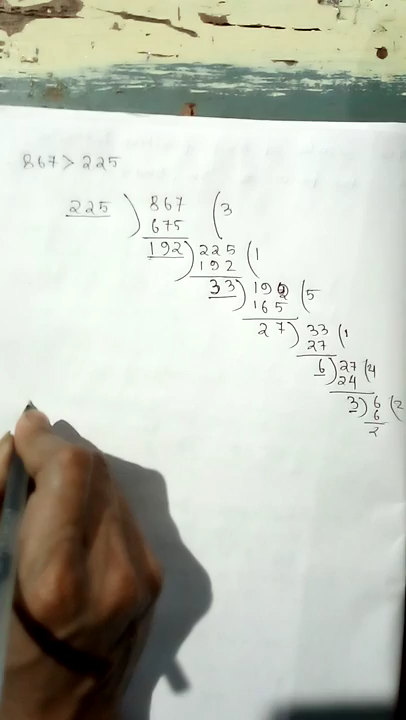 867 > 225
225 ) 867 ( 3
675
192 ) 225 ( 1
192
33 ) 192 ( 5
165
27 ) 33 ( 1
27
6 ) 27 ( 4
24
3 ) 6 ( 2
6
2